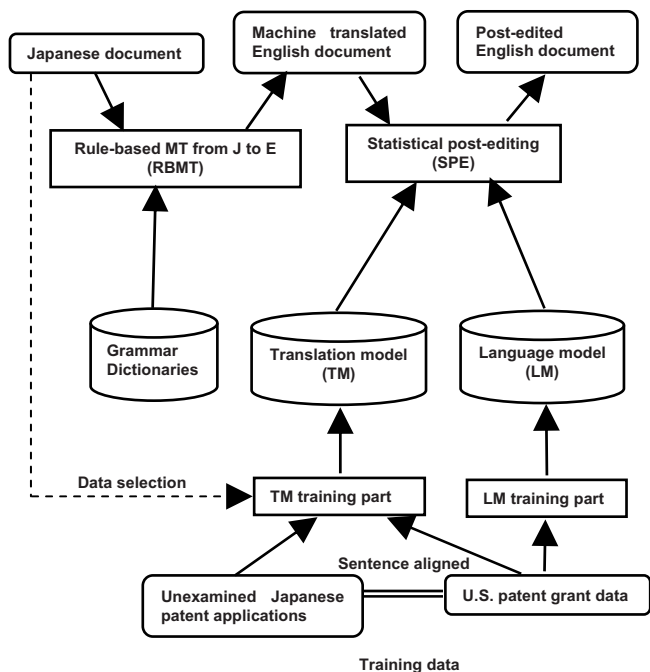 Japanese document
Machine translated
English document
Post-edited
English document
Rule-based MT from J to E
(RBMT)
Statistical post-editing
(SPE)
Grammar
Dictionaries
Translation model
(TM)
Language model
(LM)
Data selection
TM training part
LM training part
Sentence aligned
Unexamined Japanese
patent applications
U.S. patent grant data
Training data